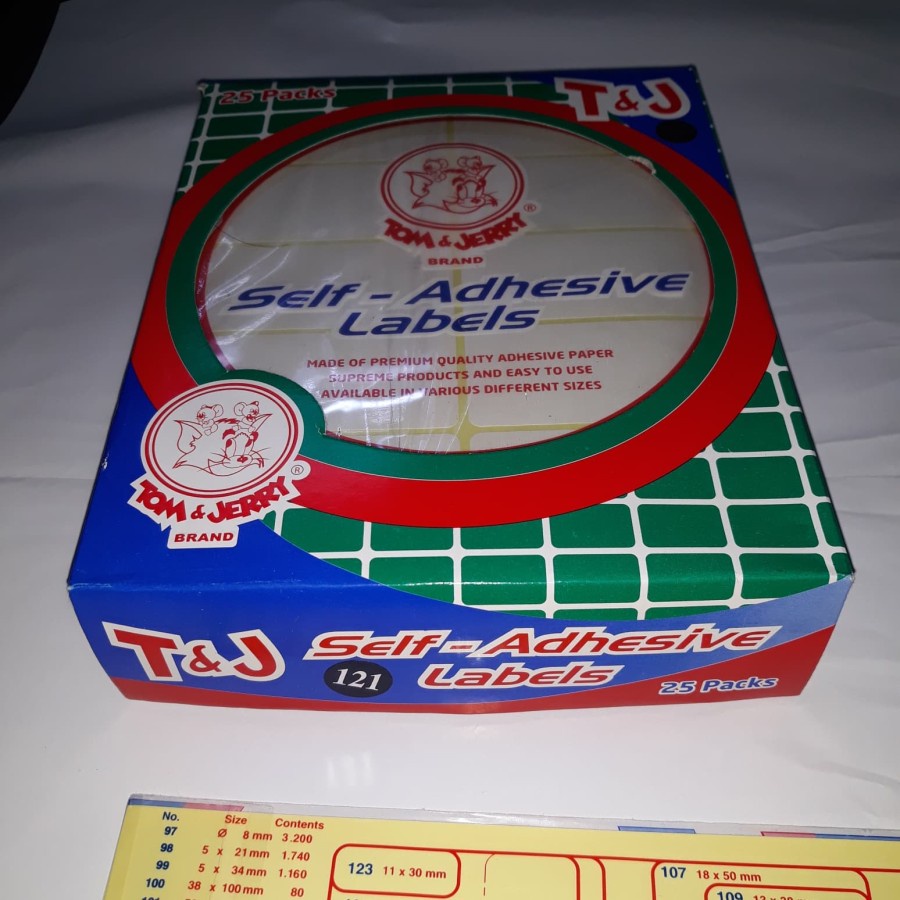 25 Packs
T&J
TOM & JERRY ®
BRAND
Self - Adhesive
Labels
MADE OF PREMIUM QUALITY ADHESIVE PAPER
SUPREME PRODUCTS AND EASY TO USE
AVAILABLE IN VARIOUS DIFFERENT SIZES
TOM & JERRY ®
BRAND
T&J
Self - Adhesive
Labels
121
25 Packs
No. Size Contents
97 Ø 8 mm 3.200
98 5 x 21 mm 1.740
99 5 x 34 mm 1.160
100 38 x 100 mm 80
123 11 x 30 mm
107 18 x 50 mm
109